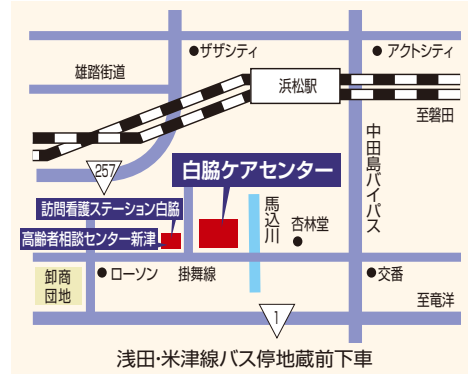 ザザシティ
アクトシティ
雄踏街道
浜松駅
至磐田
中田島バイパス
257
白脇ケアセンター
訪問看護ステーション白脇
高齢者相談センター新津
馬込川
杏林堂
卸商
団地
ローソン
掛舞線
交番
至竜洋
1
浅田･米津線バス停地蔵前下車